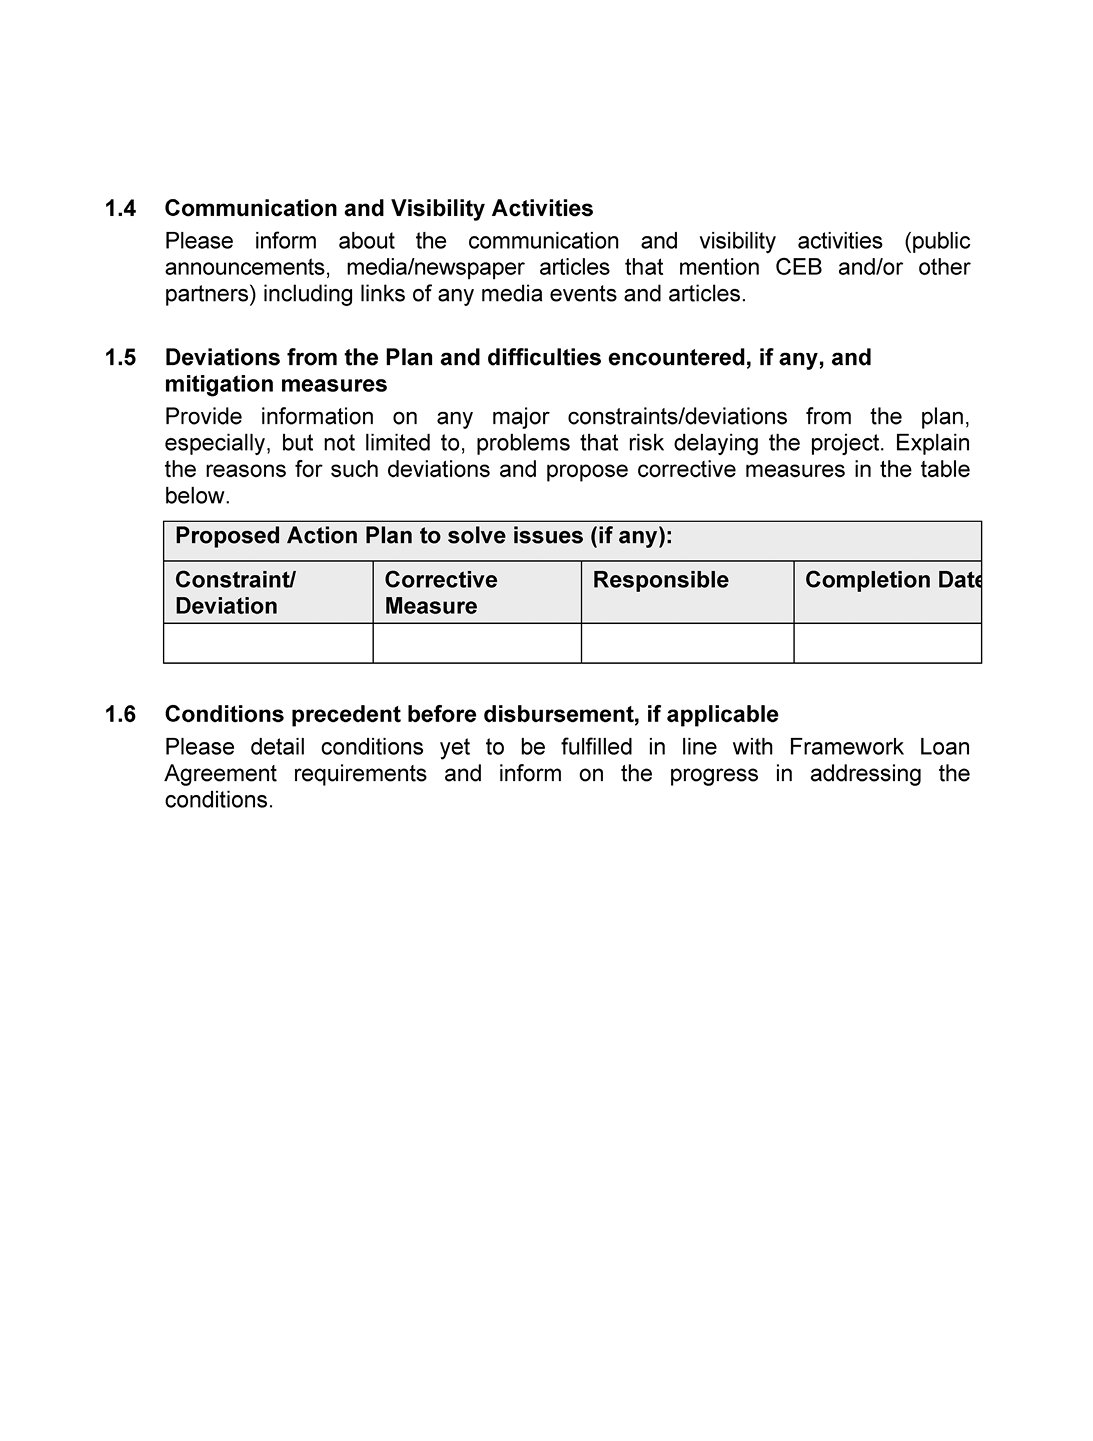 1.4 Communication and Visibility Activities
Please inform about the communication and visibility activities (public
announcements, media/newspaper articles that mention CEB and/or other
partners) including links of any media events and articles.
1.5 Deviations from the Plan and difficulties encountered, if any, and
mitigation measures
Provide information on any major constraints/deviations from the plan,
especially, but not limited to, problems that risk delaying the project. Explain
the reasons for such deviations and propose corrective measures in the table
below.
Proposed Action Plan to solve issues (if any):
Constraint/
Deviation
Corrective
Measure
Responsible
Completion Date
1.6 Conditions precedent before disbursement, if applicable
Please detail conditions yet to be fulfilled in line with Framework Loan
Agreement requirements and inform on the progress in addressing the
conditions.